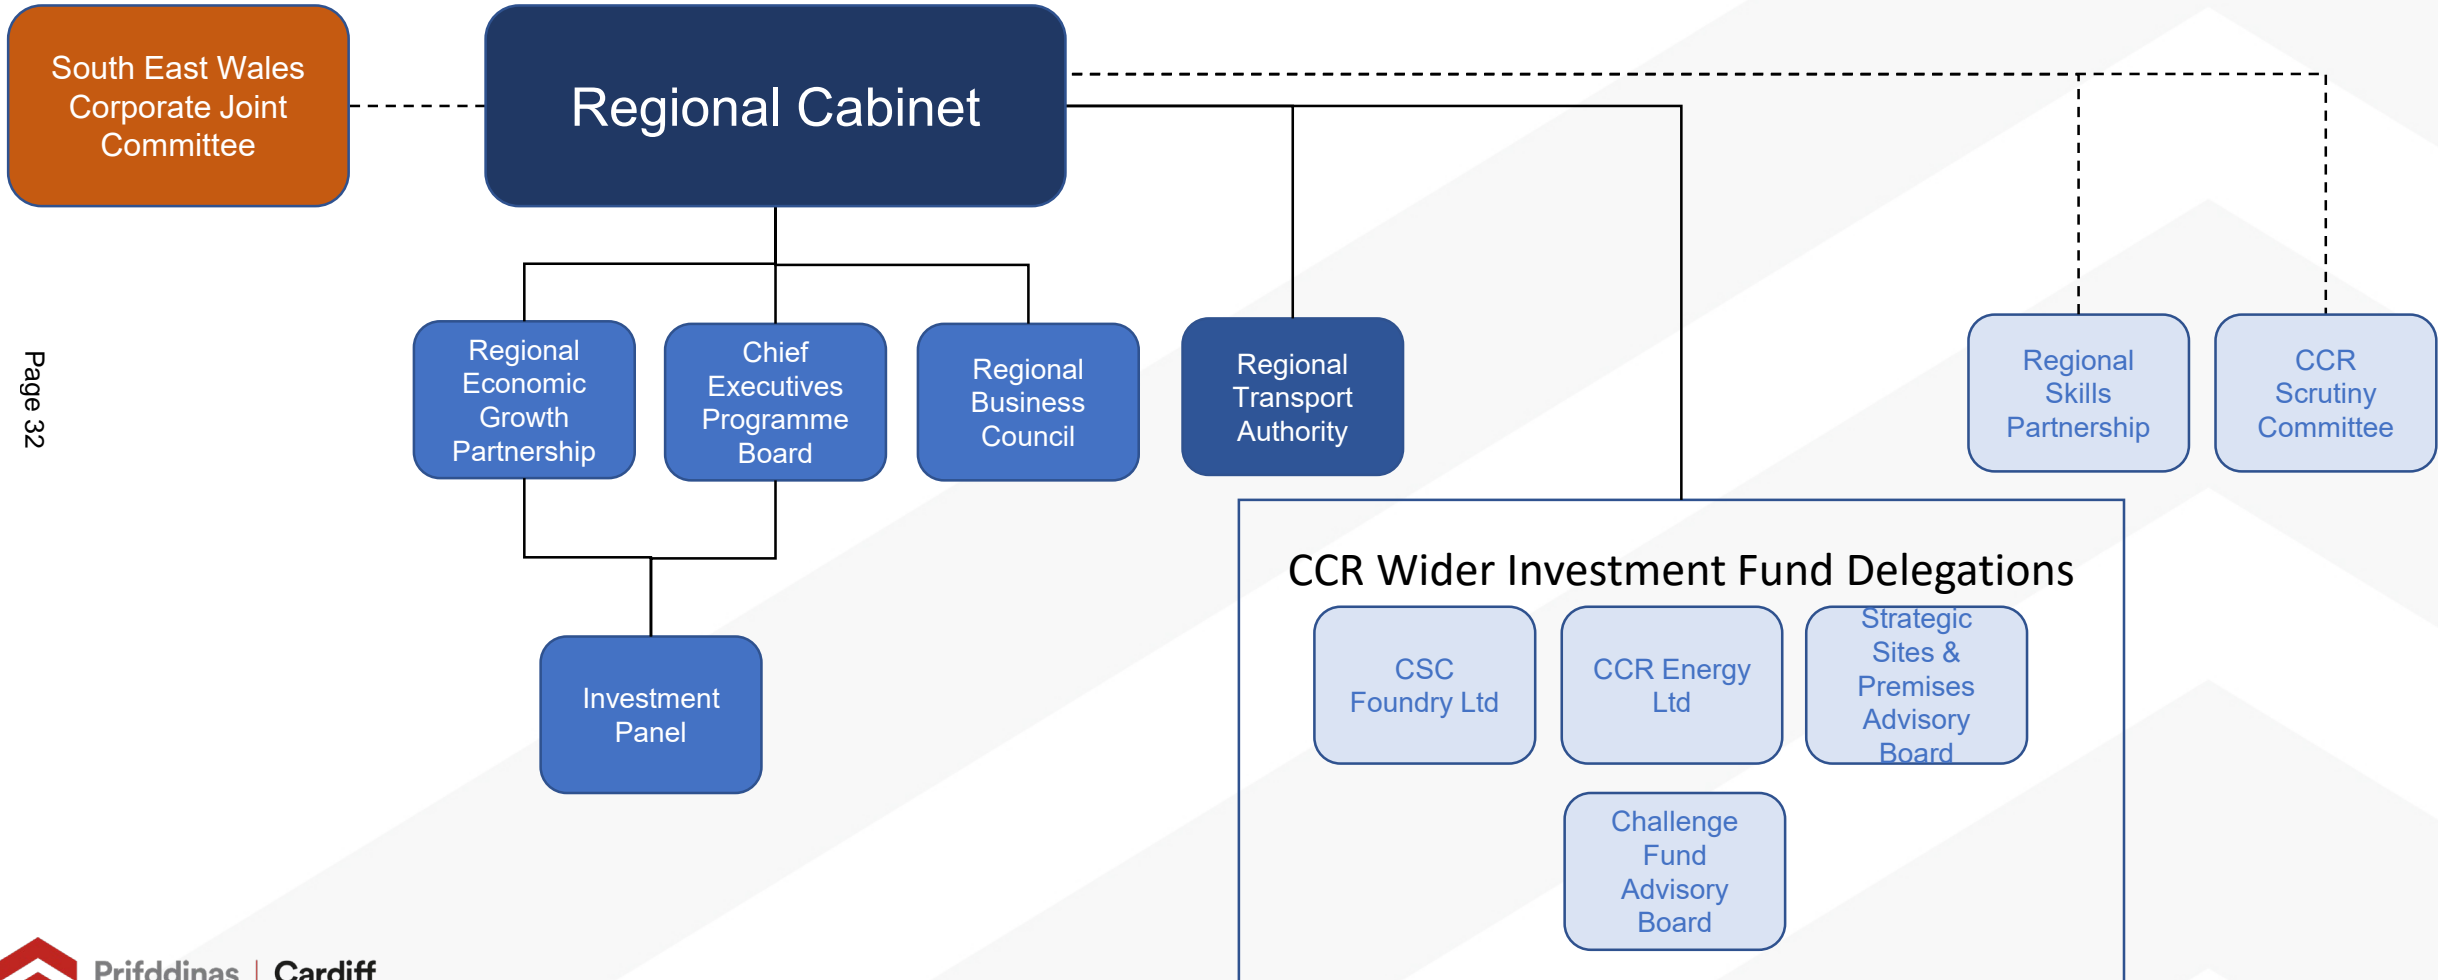 South East Wales
Corporate Joint
Committee
Regional Cabinet
Regional
Economic
Growth
Partnership
Chief
Executives
Programme
Board
Regional
Business
Council
Regional
Transport
Authority
Regional
Skills
Partnership
CCR
Scrutiny
Committee
Page 32
Investment
Panel
CCR Wider Investment Fund Delegations
CSC
Foundry Ltd
CCR Energy
Ltd
Strategic
Sites &
Premises
Advisory
Board
Challenge
Fund
Advisory
Board
Prifddinas | Cardiff